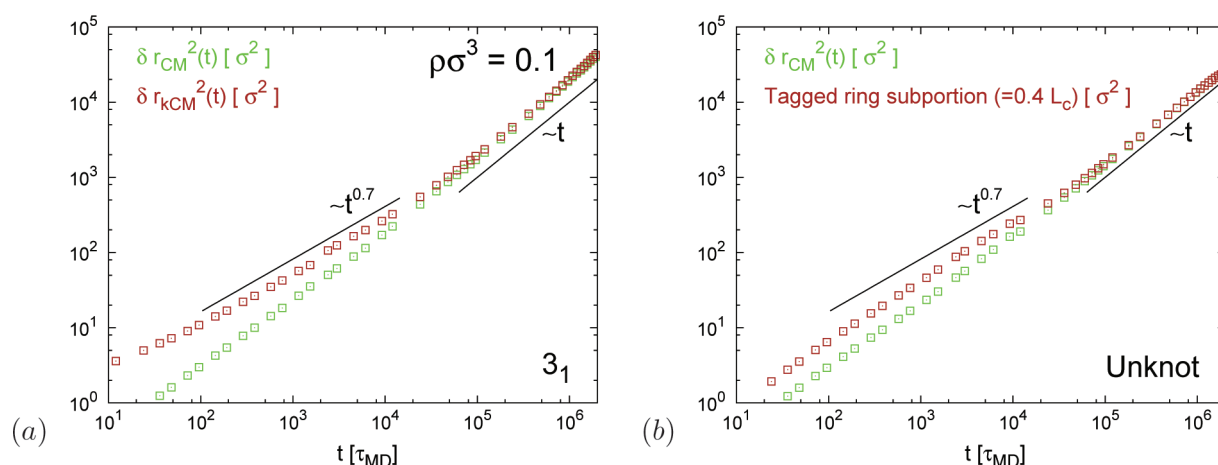 10^5
10^4
10^3
10^2
10^1
10^0
δ r_CM^2(t) [ σ^2 ]
δ r_kCM^2(t) [ σ^2 ]
ρσ^3 = 0.1
~t^0.7
~t
3_1
10^1 10^2 10^3 10^4 10^5 10^6
t [τ_MD]
(a)
10^5
10^4
10^3
10^2
10^1
10^0
δ r_CM^2(t) [ σ^2 ]
Tagged ring subportion (=0.4 L_c) [ σ^2 ]
~t^0.7
~t
Unknot
10^1 10^2 10^3 10^4 10^5 10^6
t [τ_MD]
(b)